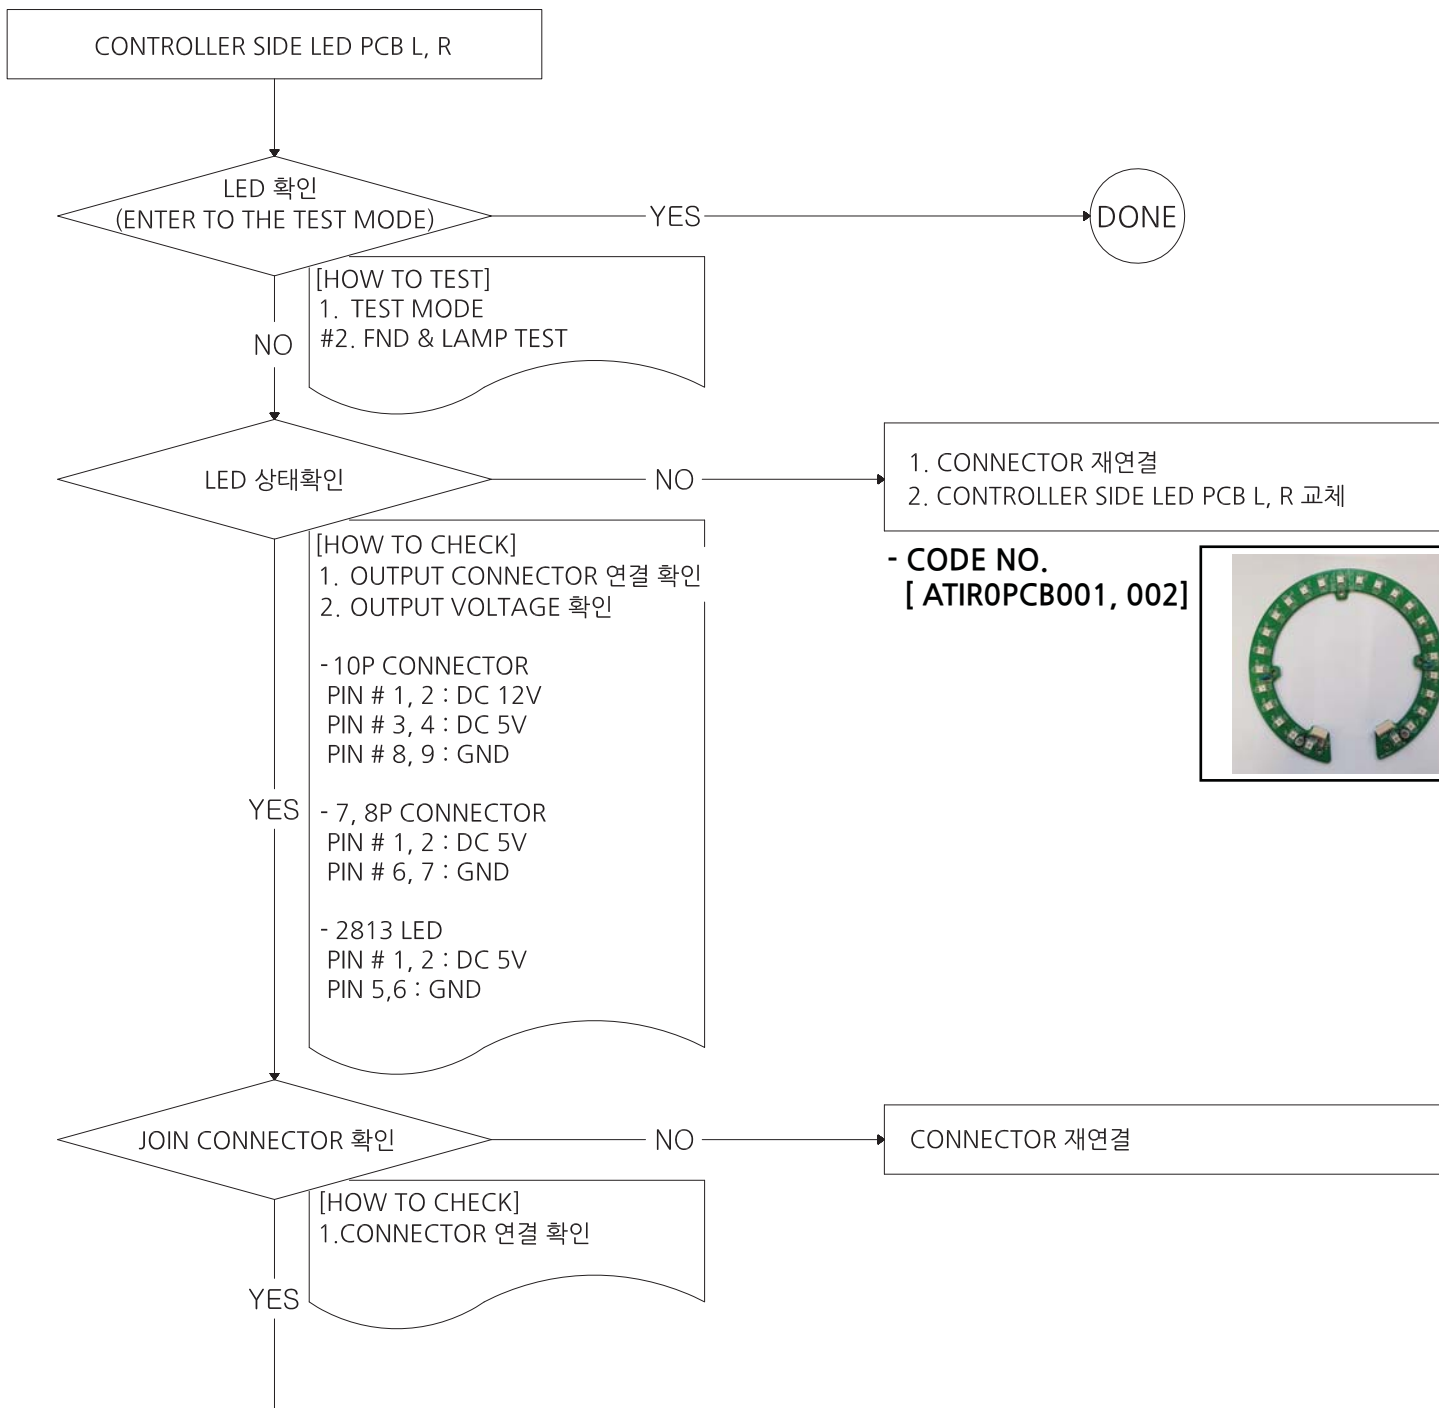 CONTROLLER SIDE LED PCB L, R
LED 확인
(ENTER TO THE TEST MODE)
YES
DONE
[HOW TO TEST]
1. TEST MODE
#2. FND & LAMP TEST
NO
LED 상태확인
NO
1. CONNECTOR 재연결
2. CONTROLLER SIDE LED PCB L, R 교체
- CODE NO.
[ ATIR0PCB001, 002]
[HOW TO CHECK]
1. OUTPUT CONNECTOR 연결 확인
2. OUTPUT VOLTAGE 확인
- 10P CONNECTOR
PIN # 1, 2 : DC 12V
PIN # 3, 4 : DC 5V
PIN # 8, 9 : GND
YES
- 7, 8P CONNECTOR
PIN # 1, 2 : DC 5V
PIN # 6, 7 : GND
- 2813 LED
PIN # 1, 2 : DC 5V
PIN 5,6 : GND
JOIN CONNECTOR 확인
NO
CONNECTOR 재연결
[HOW TO CHECK]
1.CONNECTOR 연결 확인
YES